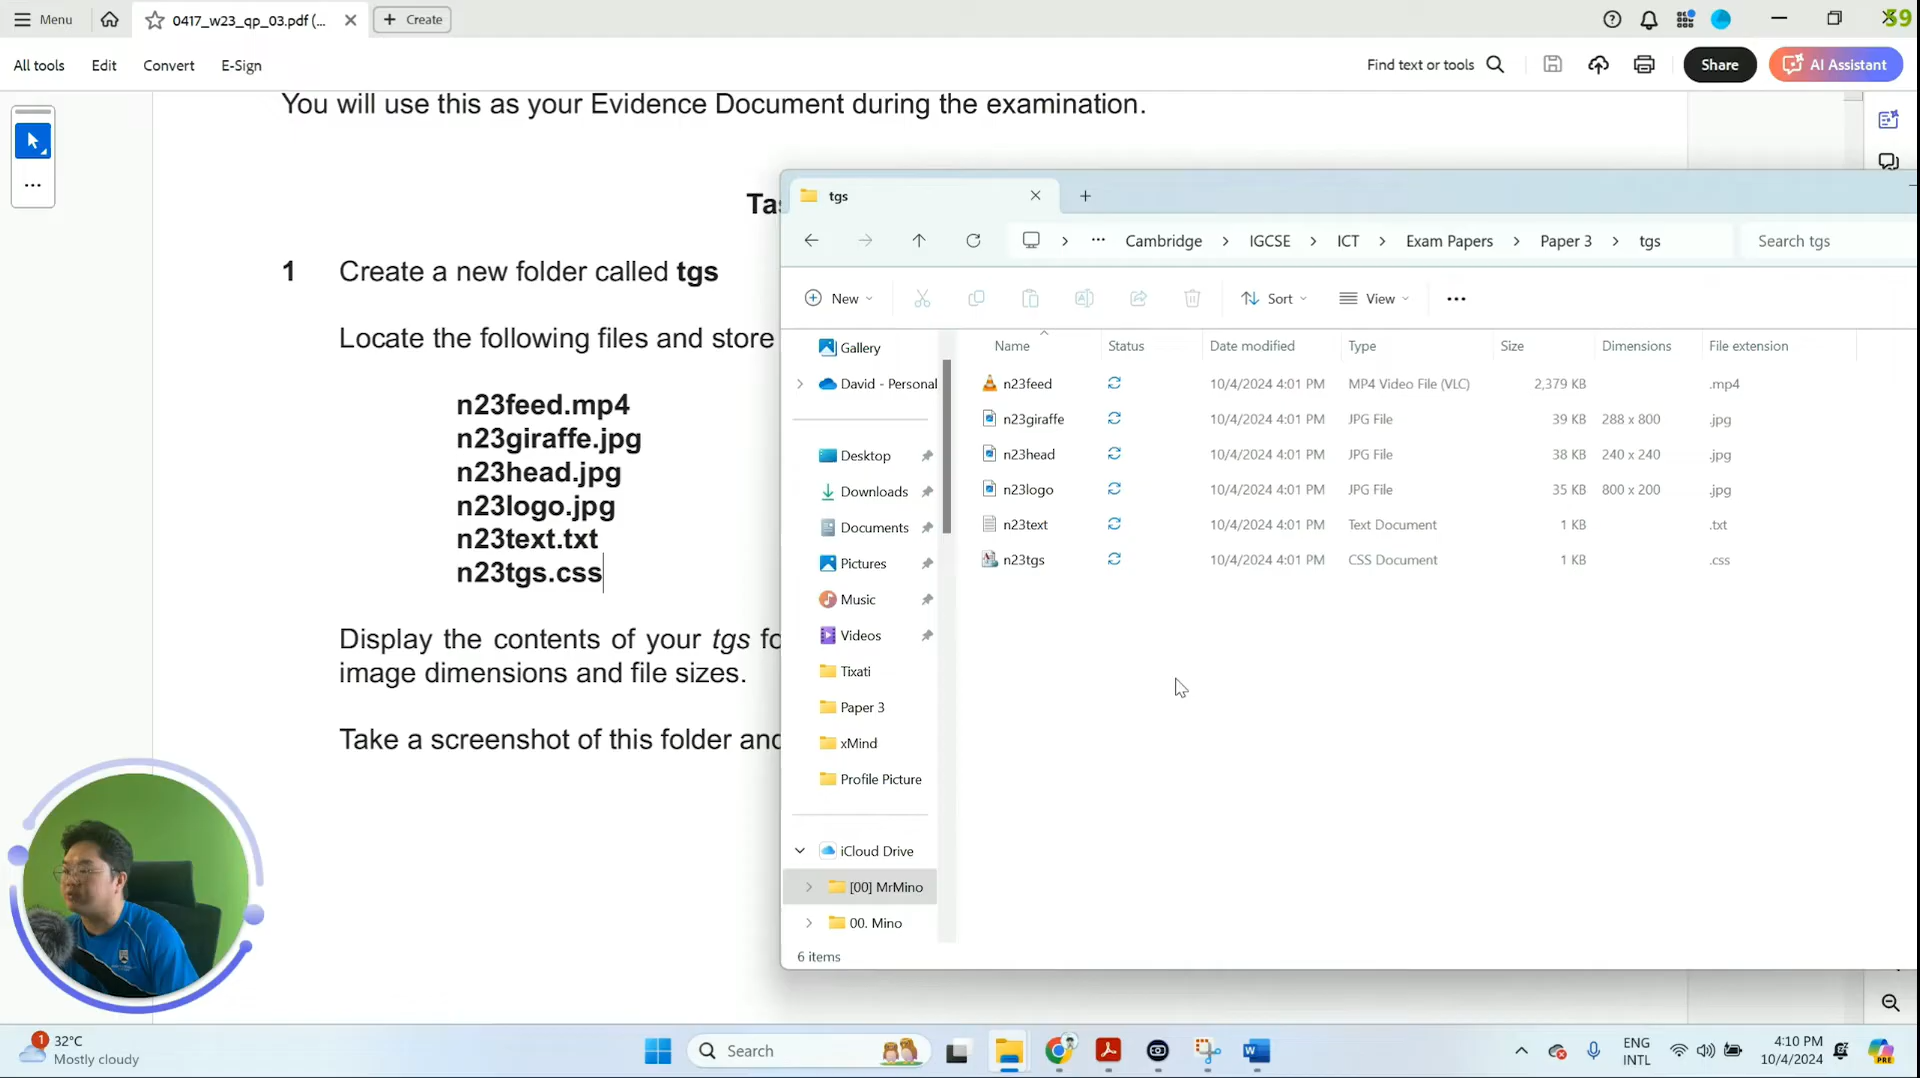 Menu
0417_w23_qp_03.pdf (...
Create
59
All tools
Edit
Convert
E-Sign
Find text or tools
Share
AI Assistant
You will use this as your Evidence Document during the examination.
Tas
1 Create a new folder called tgs
Locate the following files and store
n23feed.mp4
n23giraffe.jpg
n23head.jpg
n23logo.jpg
n23text.txt
n23tgs.css
Display the contents of your tgs fo
image dimensions and file sizes.
Take a screenshot of this folder and
tgs
Cambridge > IGCSE > ICT > Exam Papers > Paper 3 > tgs
Search tgs
New
Sort
View
Gallery
David - Personal
Desktop
Downloads
Documents
Pictures
Music
Videos
Tixati
Paper 3
xMind
Profile Picture
iCloud Drive
[00] MrMino
00. Mino
Name Status Date modified Type Size Dimensions File extension
n23feed 10/4/2024 4:01 PM MP4 Video File (VLC) 2,379 KB .mp4
n23giraffe 10/4/2024 4:01 PM JPG File 39 KB 288 x 800 .jpg
n23head 10/4/2024 4:01 PM JPG File 38 KB 240 x 240 .jpg
n23logo 10/4/2024 4:01 PM JPG File 35 KB 800 x 200 .jpg
n23text 10/4/2024 4:01 PM Text Document 1 KB .txt
n23tgs 10/4/2024 4:01 PM CSS Document 1 KB .css
6 items
1
32°C
Mostly cloudy
Search
ENG
INTL
4:10 PM
10/4/2024
PRE